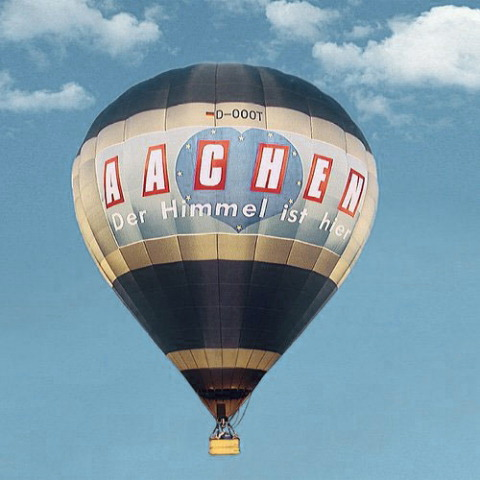 D-OOOT
AACHEN
Der Himmel ist hier